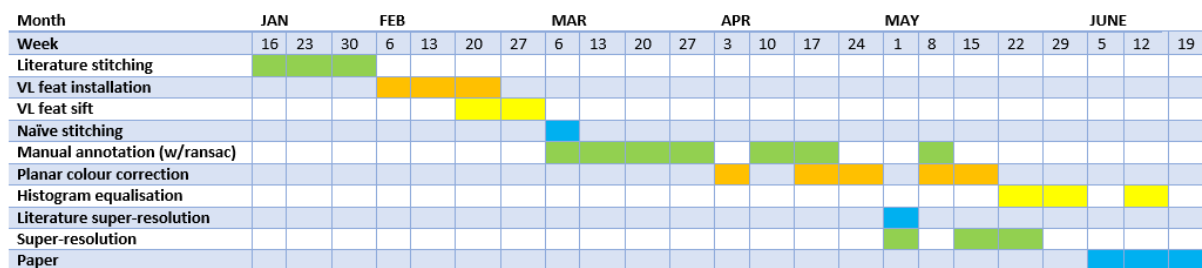 Month JAN FEB MAR APR MAY JUNE
Week 16 23 30 6 13 20 27 6 13 20 27 3 10 17 24 1 8 15 22 29 5 12 19
Literature stitching
VL feat installation
VL feat sift
Naïve stitching
Manual annotation (w/ransac)
Planar colour correction
Histogram equalisation
Literature super-resolution
Super-resolution
Paper